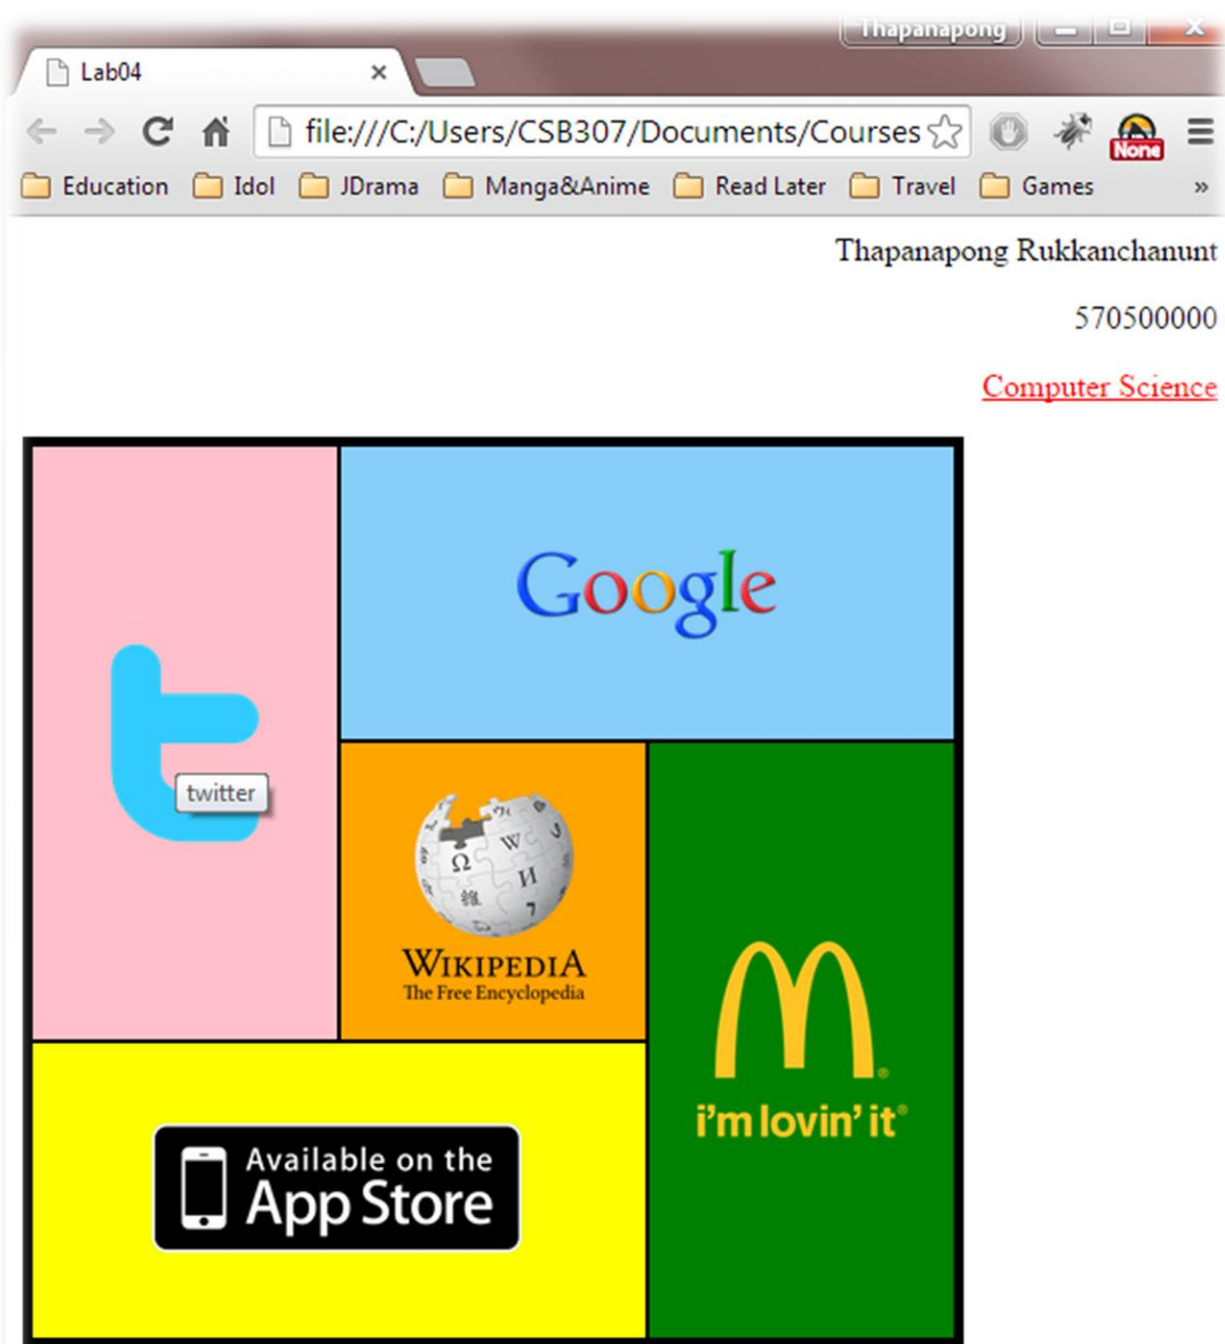 Thapanapong
Lab04
file:///C:/Users/CSB307/Documents/Courses
None
Education Idol JDrama Manga&Anime Read Later Travel Games »
Thapanapong Rukkanchanunt
570500000
Computer Science
Google
t
twitter
Ω W И
維
WIKIPEDIA
The Free Encyclopedia
M
i'm lovin' it®
Available on the
App Store